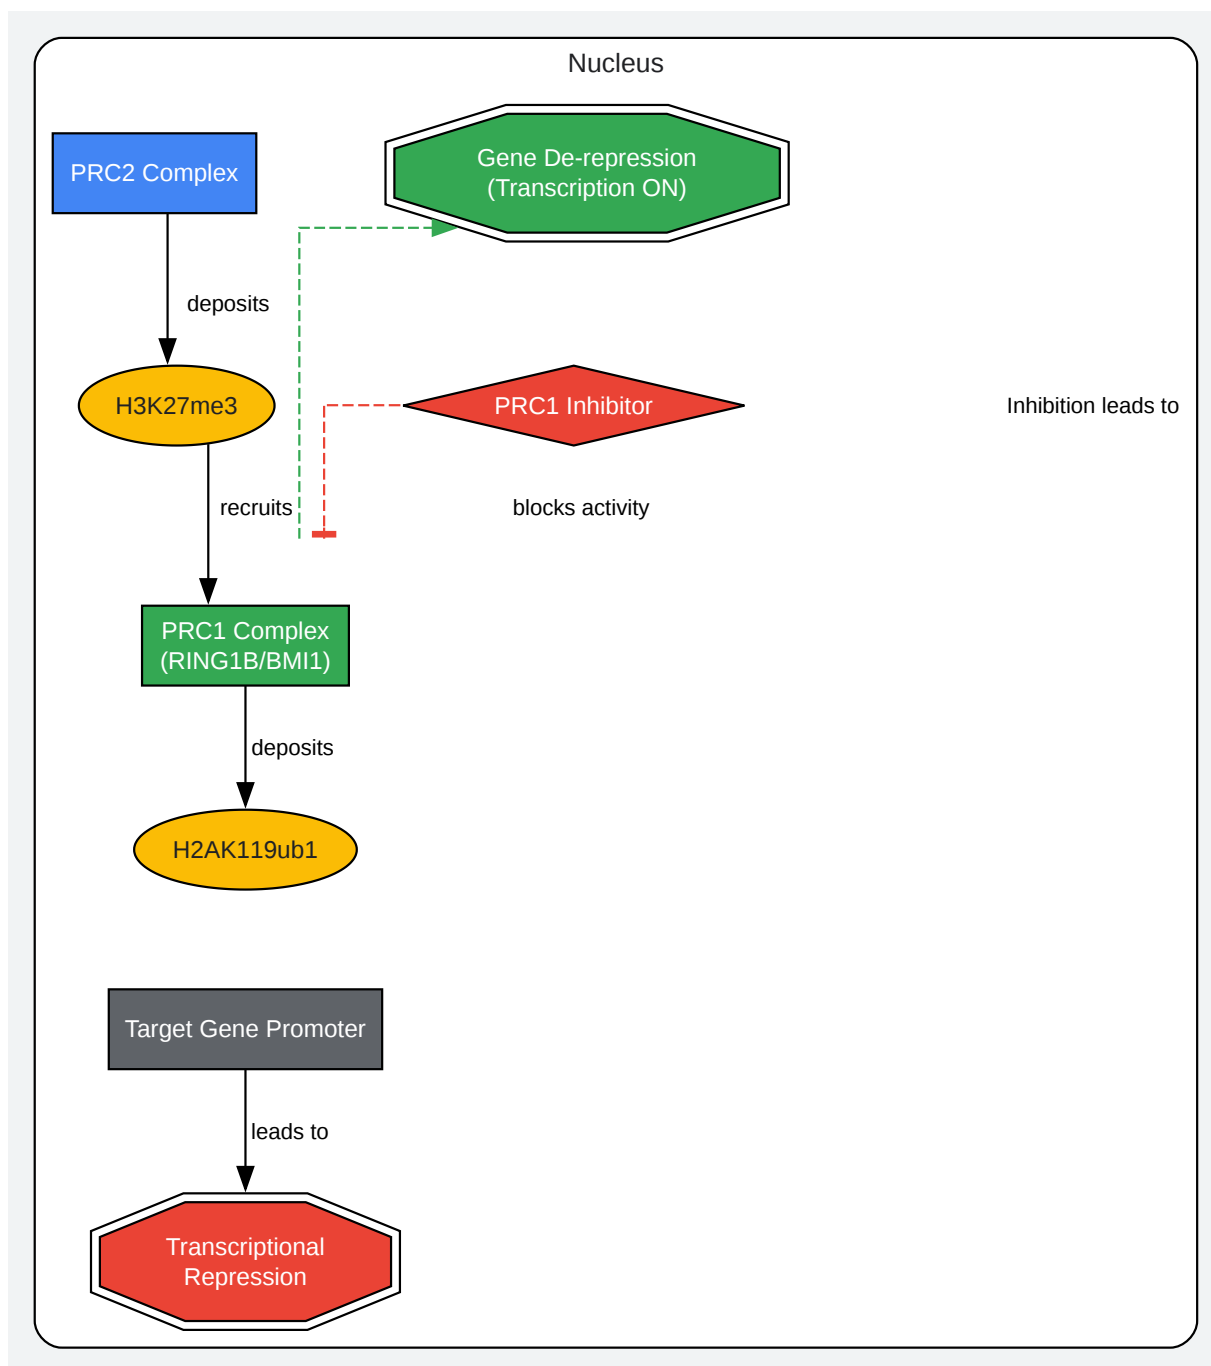 Nucleus
PRC2 Complex
Gene De-repression
(Transcription ON)
deposits
H3K27me3
PRC1 Inhibitor
Inhibition leads to
recruits
blocks activity
PRC1 Complex
(RING1B/BMI1)
deposits
H2AK119ub1
Target Gene Promoter
leads to
Transcriptional
Repression